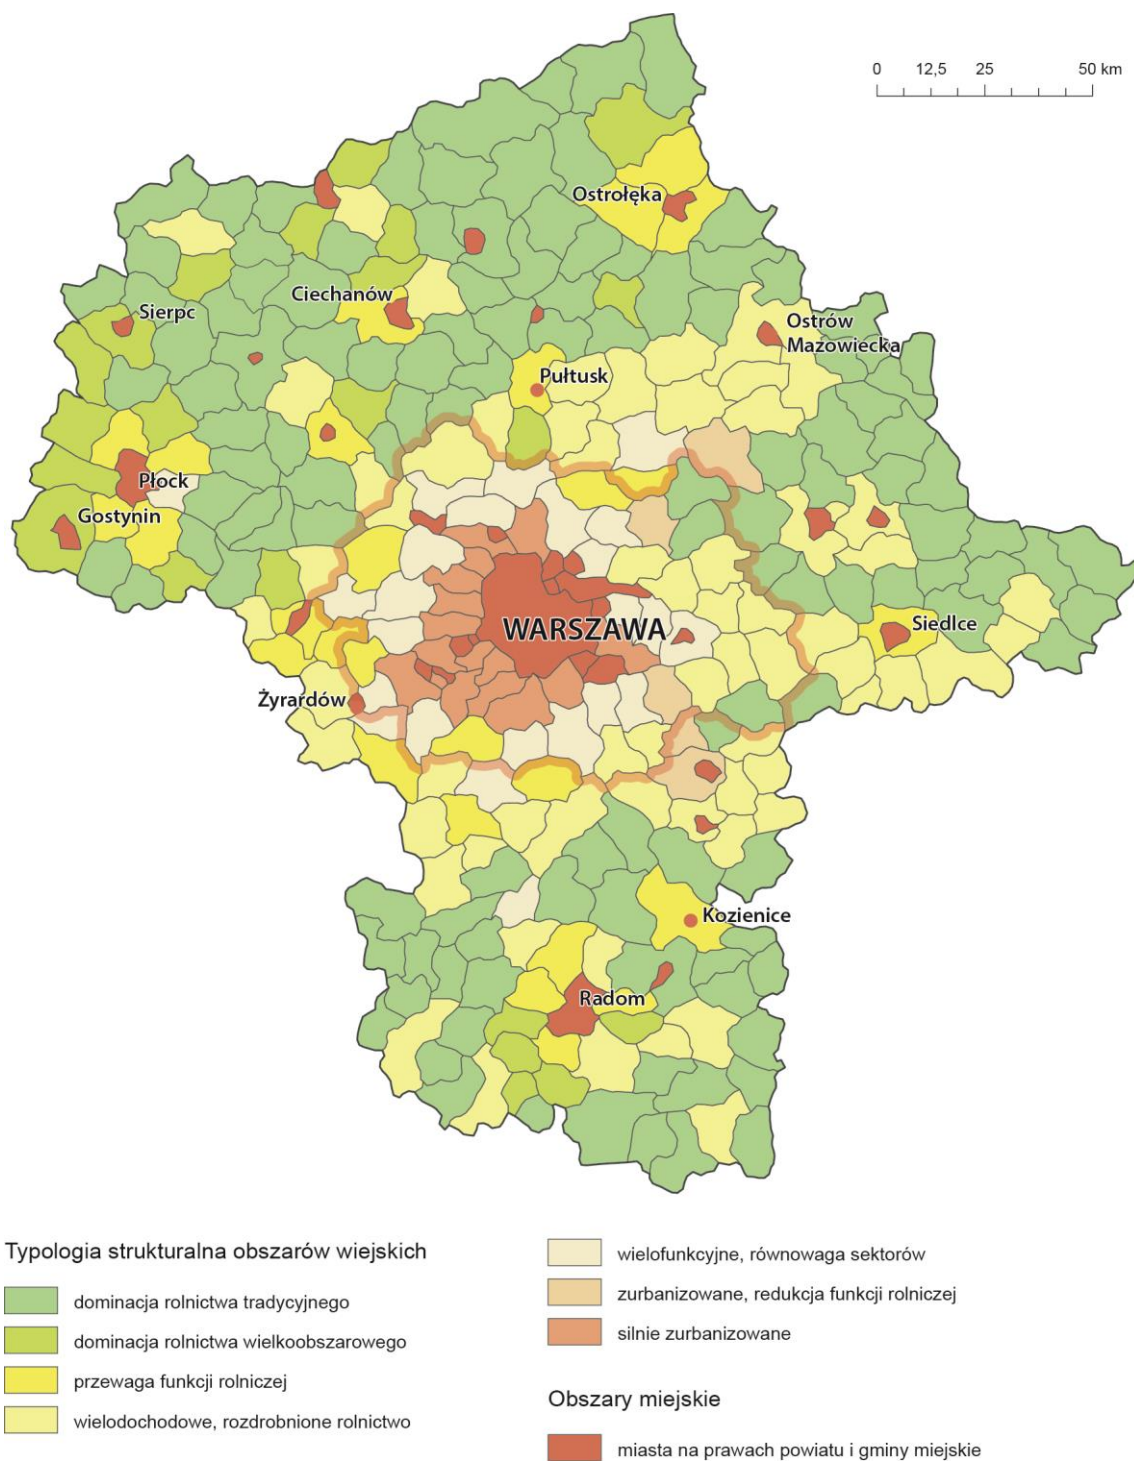 0 12,5 25 50 km
Ostrołęka
Ciechanów
Sierpc
Ostrów
Mazowiecka
Pułtusk
Płock
Gostynin
WARSZAWA
Siedlce
Żyrardów
Kozienice
Radom
Typologia strukturalna obszarów wiejskich
dominacja rolnictwa tradycyjnego
dominacja rolnictwa wielkoobszarowego
przewaga funkcji rolniczej
wielodochodowe, rozdrobnione rolnictwo
wielofunkcyjne, równowaga sektorów
zurbanizowane, redukcja funkcji rolniczej
silnie zurbanizowane
Obszary miejskie
miasta na prawach powiatu i gminy miejskie